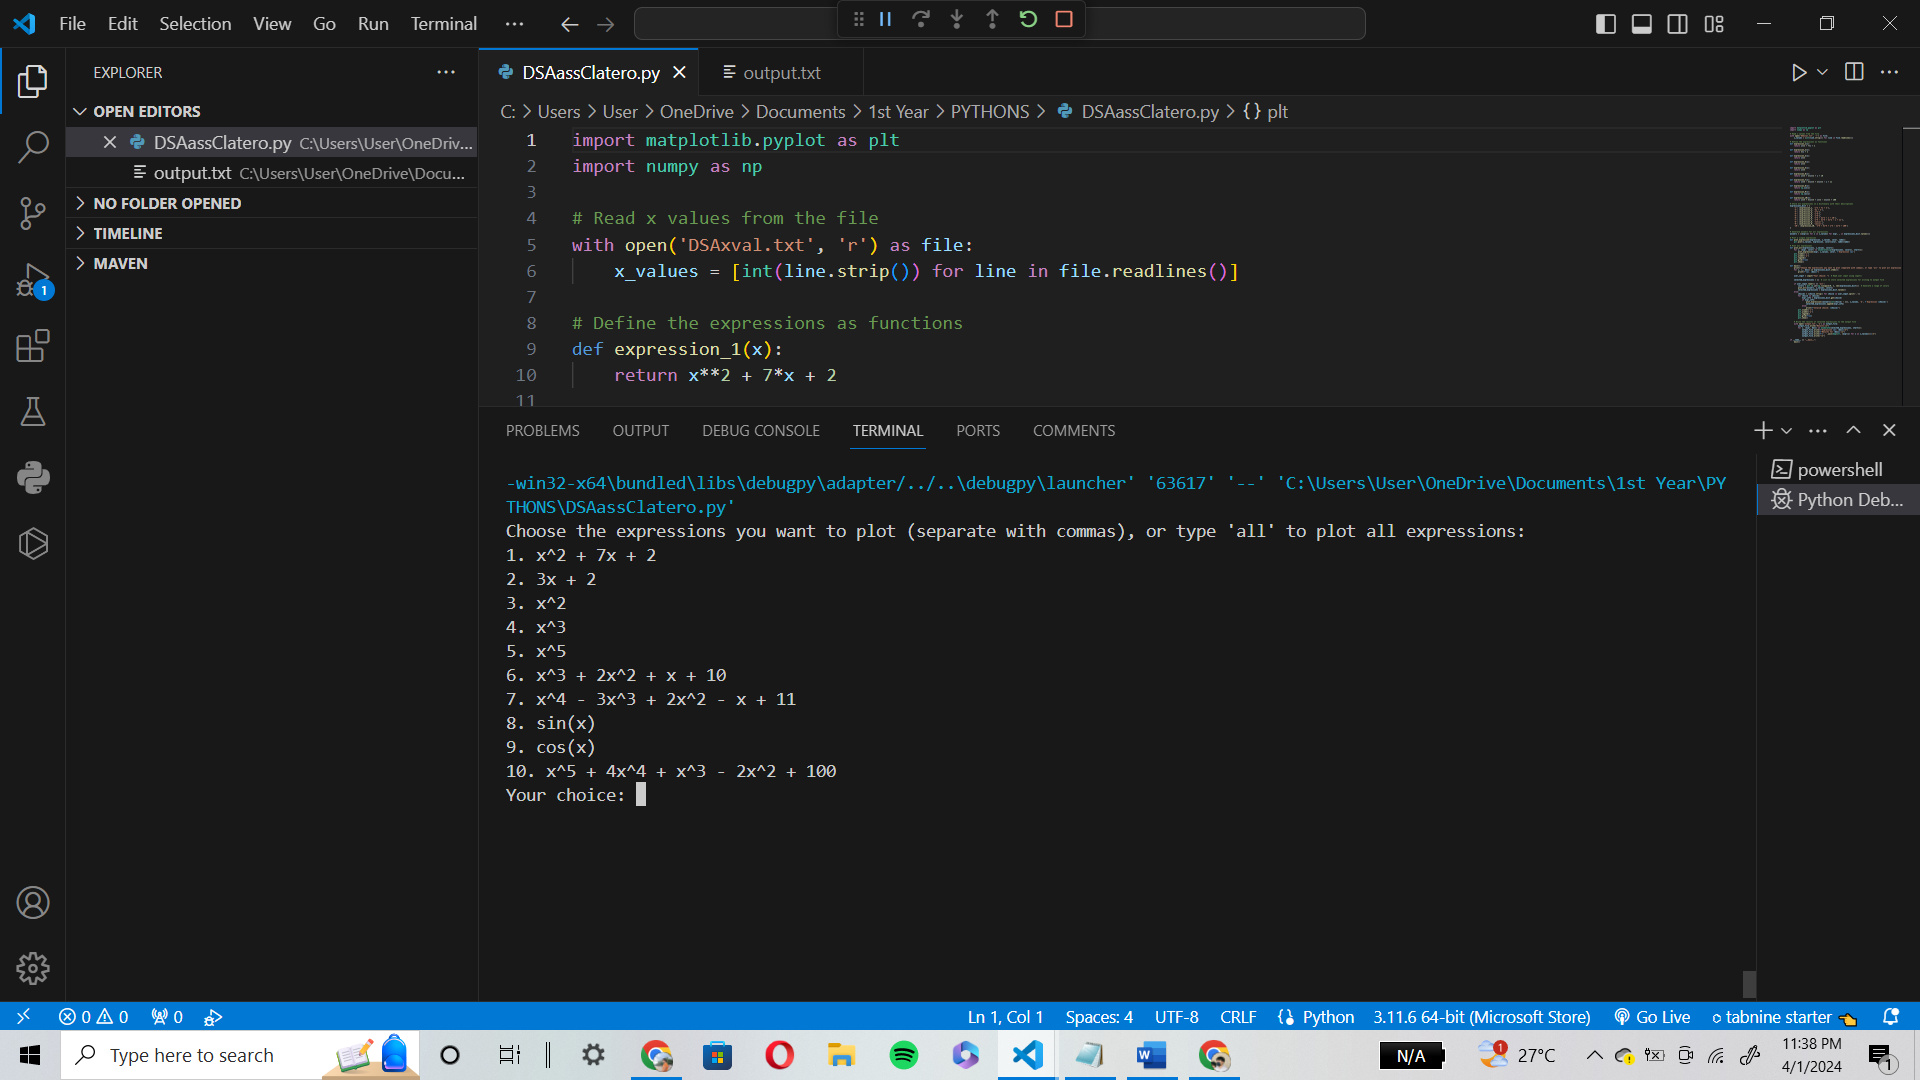 File Edit Selection View Go Run Terminal ···
EXPLORER
OPEN EDITORS
DSAassClatero.py C:\Users\User\OneDriv...
output.txt C:\Users\User\OneDrive\Docu...
NO FOLDER OPENED
TIMELINE
MAVEN
1
DSAassClatero.py
output.txt
C: > Users > User > OneDrive > Documents > 1st Year > PYTHONS > DSAassClatero.py > {} plt
1 import matplotlib.pyplot as plt
2 import numpy as np
3
4 # Read x values from the file
5 with open('DSAxval.txt', 'r') as file:
6 x_values = [int(line.strip()) for line in file.readlines()]
7
8 # Define the expressions as functions
9 def expression_1(x):
10 return x**2 + 7*x + 2
11
PROBLEMS OUTPUT DEBUG CONSOLE TERMINAL PORTS COMMENTS
-win32-x64\bundled\libs\debugpy\adapter/../..\debugpy\launcher' '63617' '--' 'C:\Users\User\OneDrive\Documents\1st Year\PY
THONS\DSAassClatero.py'
Choose the expressions you want to plot (separate with commas), or type 'all' to plot all expressions:
1. x^2 + 7x + 2
2. 3x + 2
3. x^2
4. x^3
5. x^5
6. x^3 + 2x^2 + x + 10
7. x^4 - 3x^3 + 2x^2 - x + 11
8. sin(x)
9. cos(x)
10. x^5 + 4x^4 + x^3 - 2x^2 + 100
Your choice:
powershell
Python Deb...
0 0 0
Ln 1, Col 1 Spaces: 4 UTF-8 CRLF {} Python 3.11.6 64-bit (Microsoft Store) Go Live tabnine starter
Type here to search
N/A
1
27°C
11:38 PM
4/1/2024
1